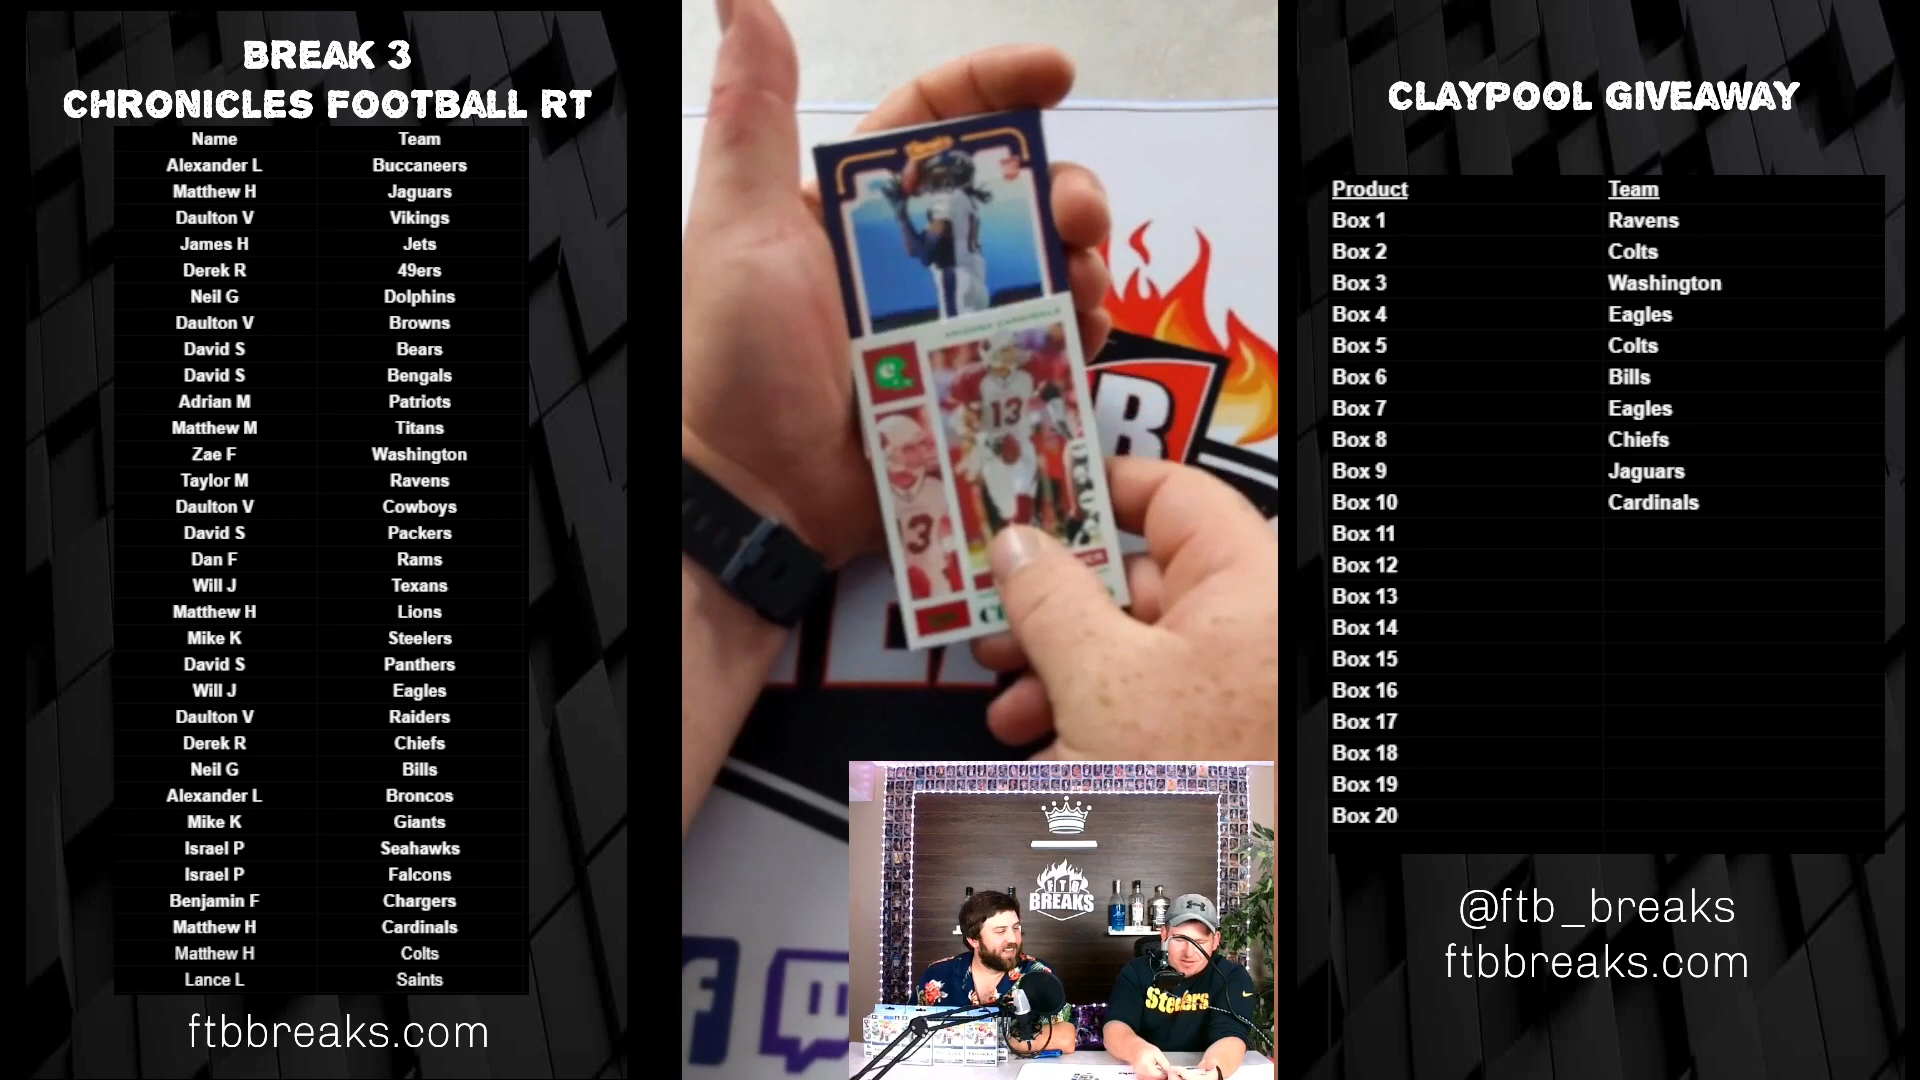 BREAK 3
CHRONICLES FOOTBALL RT
Name Team
Alexander L Buccaneers
Matthew H Jaguars
Daulton V Vikings
James H Jets
Derek R 49ers
Neil G Dolphins
Daulton V Browns
David S Bears
David S Bengals
Adrian M Patriots
Matthew M Titans
Zae F Washington
Taylor M Ravens
Daulton V Cowboys
David S Packers
Dan F Rams
Will J Texans
Matthew H Lions
Mike K Steelers
David S Panthers
Will J Eagles
Daulton V Raiders
Derek R Chiefs
Neil G Bills
Alexander L Broncos
Mike K Giants
Israel P Seahawks
Israel P Falcons
Benjamin F Chargers
Matthew H Cardinals
Matthew H Colts
Lance L Saints
ftbbreaks.com
ARIZONA CARDINALS
13
3
B
FTB
BREAKS
Steelers
CLAYPOOL GIVEAWAY
Product Team
Box 1 Ravens
Box 2 Colts
Box 3 Washington
Box 4 Eagles
Box 5 Colts
Box 6 Bills
Box 7 Eagles
Box 8 Chiefs
Box 9 Jaguars
Box 10 Cardinals
Box 11
Box 12
Box 13
Box 14
Box 15
Box 16
Box 17
Box 18
Box 19
Box 20
@ftb_breaks
ftbbreaks.com